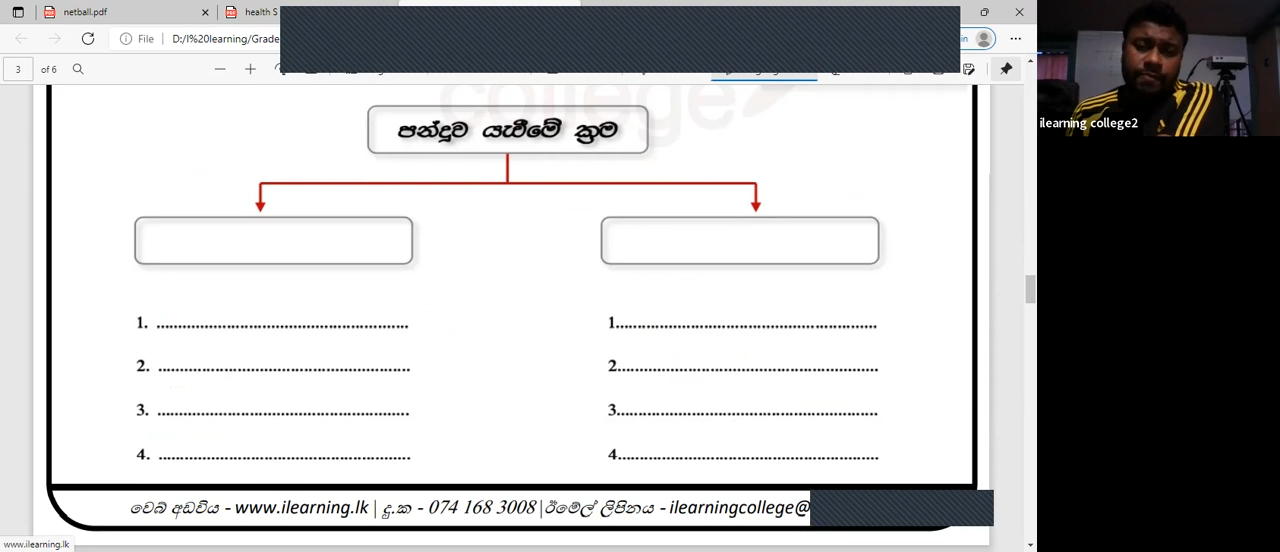 netball.pdf
health S
File
D:/I%20learning/Grade
3 of 6
college
පන්දුව යැවීමේ ක්‍රම
1. ............................................................
1............................................................
2. ............................................................
2............................................................
3. ............................................................
3............................................................
4. ............................................................
4............................................................
වෙබ් අඩවිය - www.ilearning.lk | දු.ක - 074 168 3008|ඊමේල් ලිපිනය - ilearningcollege@
www.ilearning.lk
ilearning college2